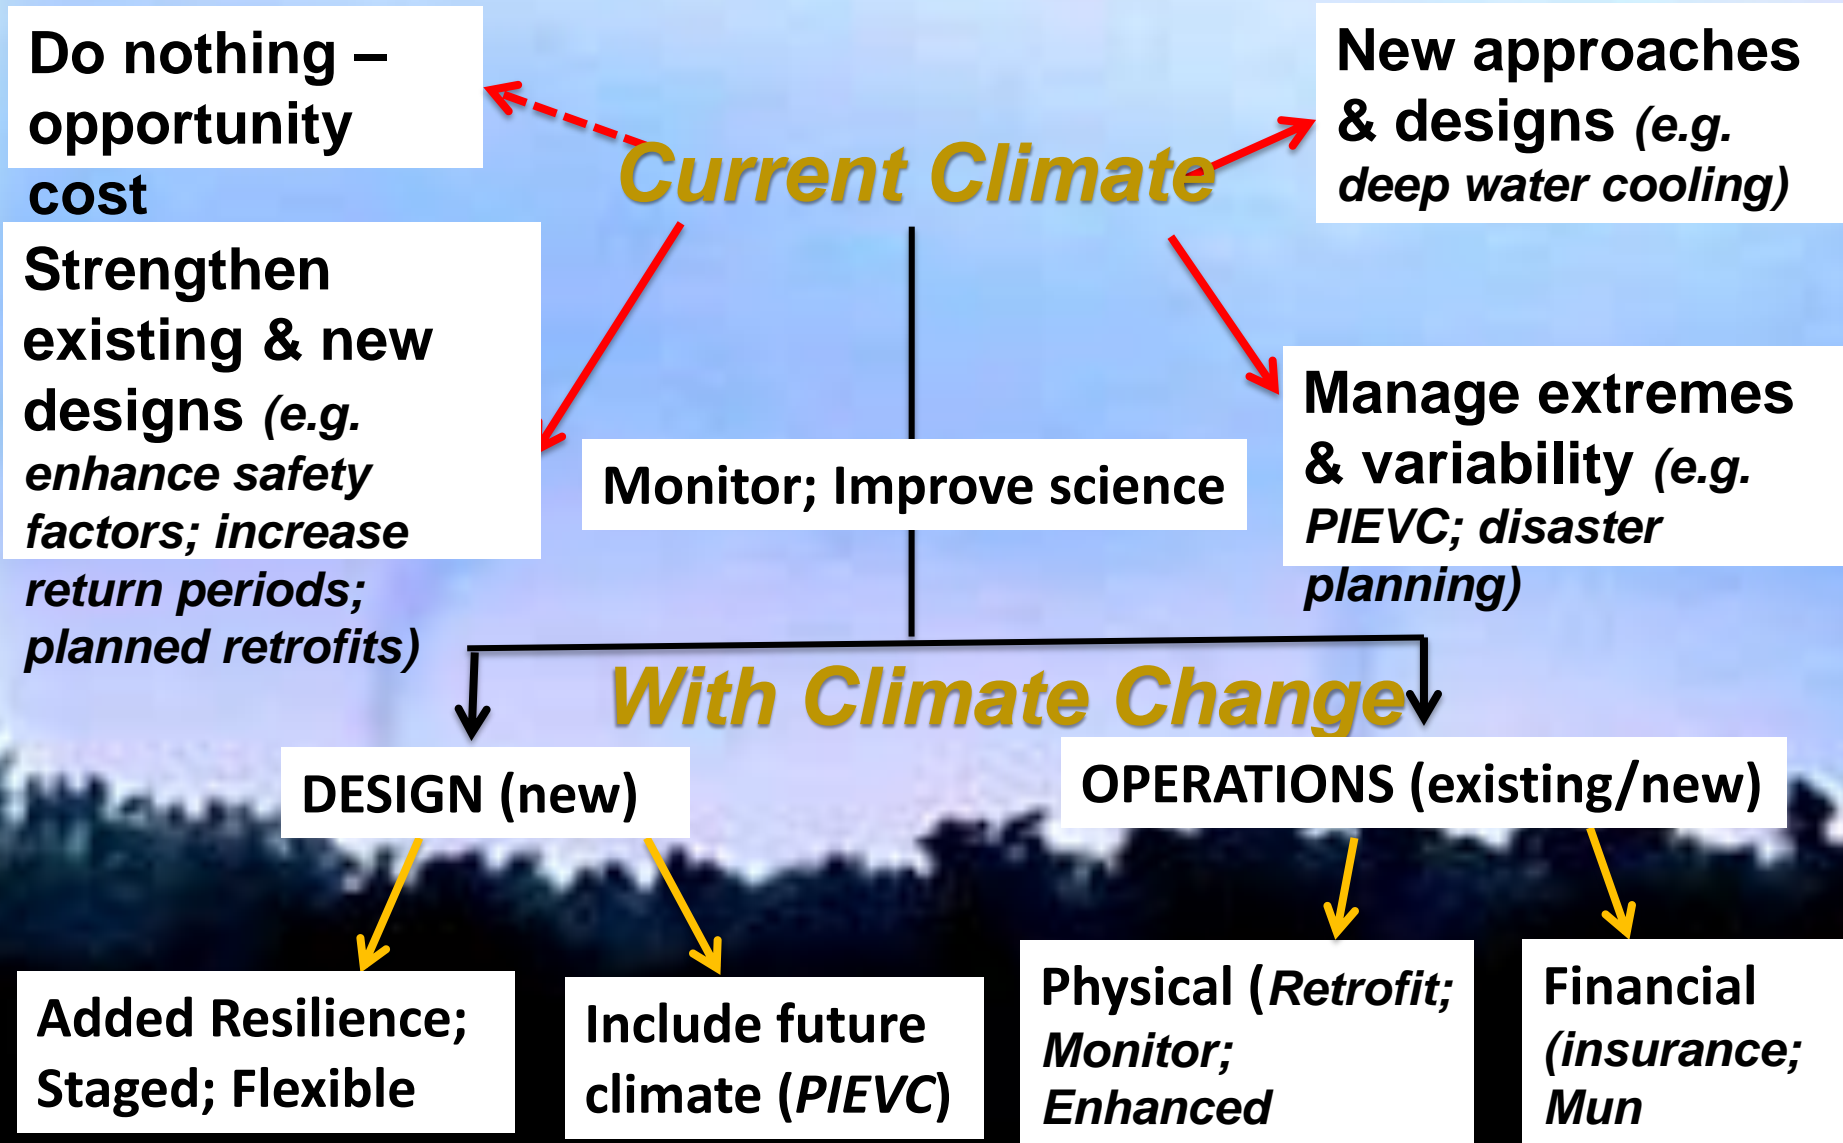 Do nothing –
opportunity
cost
Current Climate
New approaches
& designs (e.g.
deep water cooling)
Strengthen
existing & new
designs (e.g.
enhance safety
factors; increase
return periods;
planned retrofits)
Monitor; Improve science
Manage extremes
& variability (e.g.
PIEVC; disaster
planning)
With Climate Change
DESIGN (new)
OPERATIONS (existing/new)
Added Resilience;
Staged; Flexible
Include future
climate (PIEVC)
Physical (Retrofit;
Monitor;
Enhanced
Financial
(insurance;
Mun